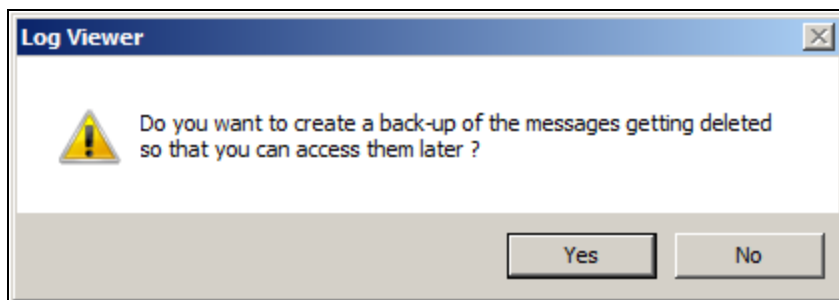 Log Viewer
Do you want to create a back-up of the messages getting deleted
so that you can access them later ?
Yes
No